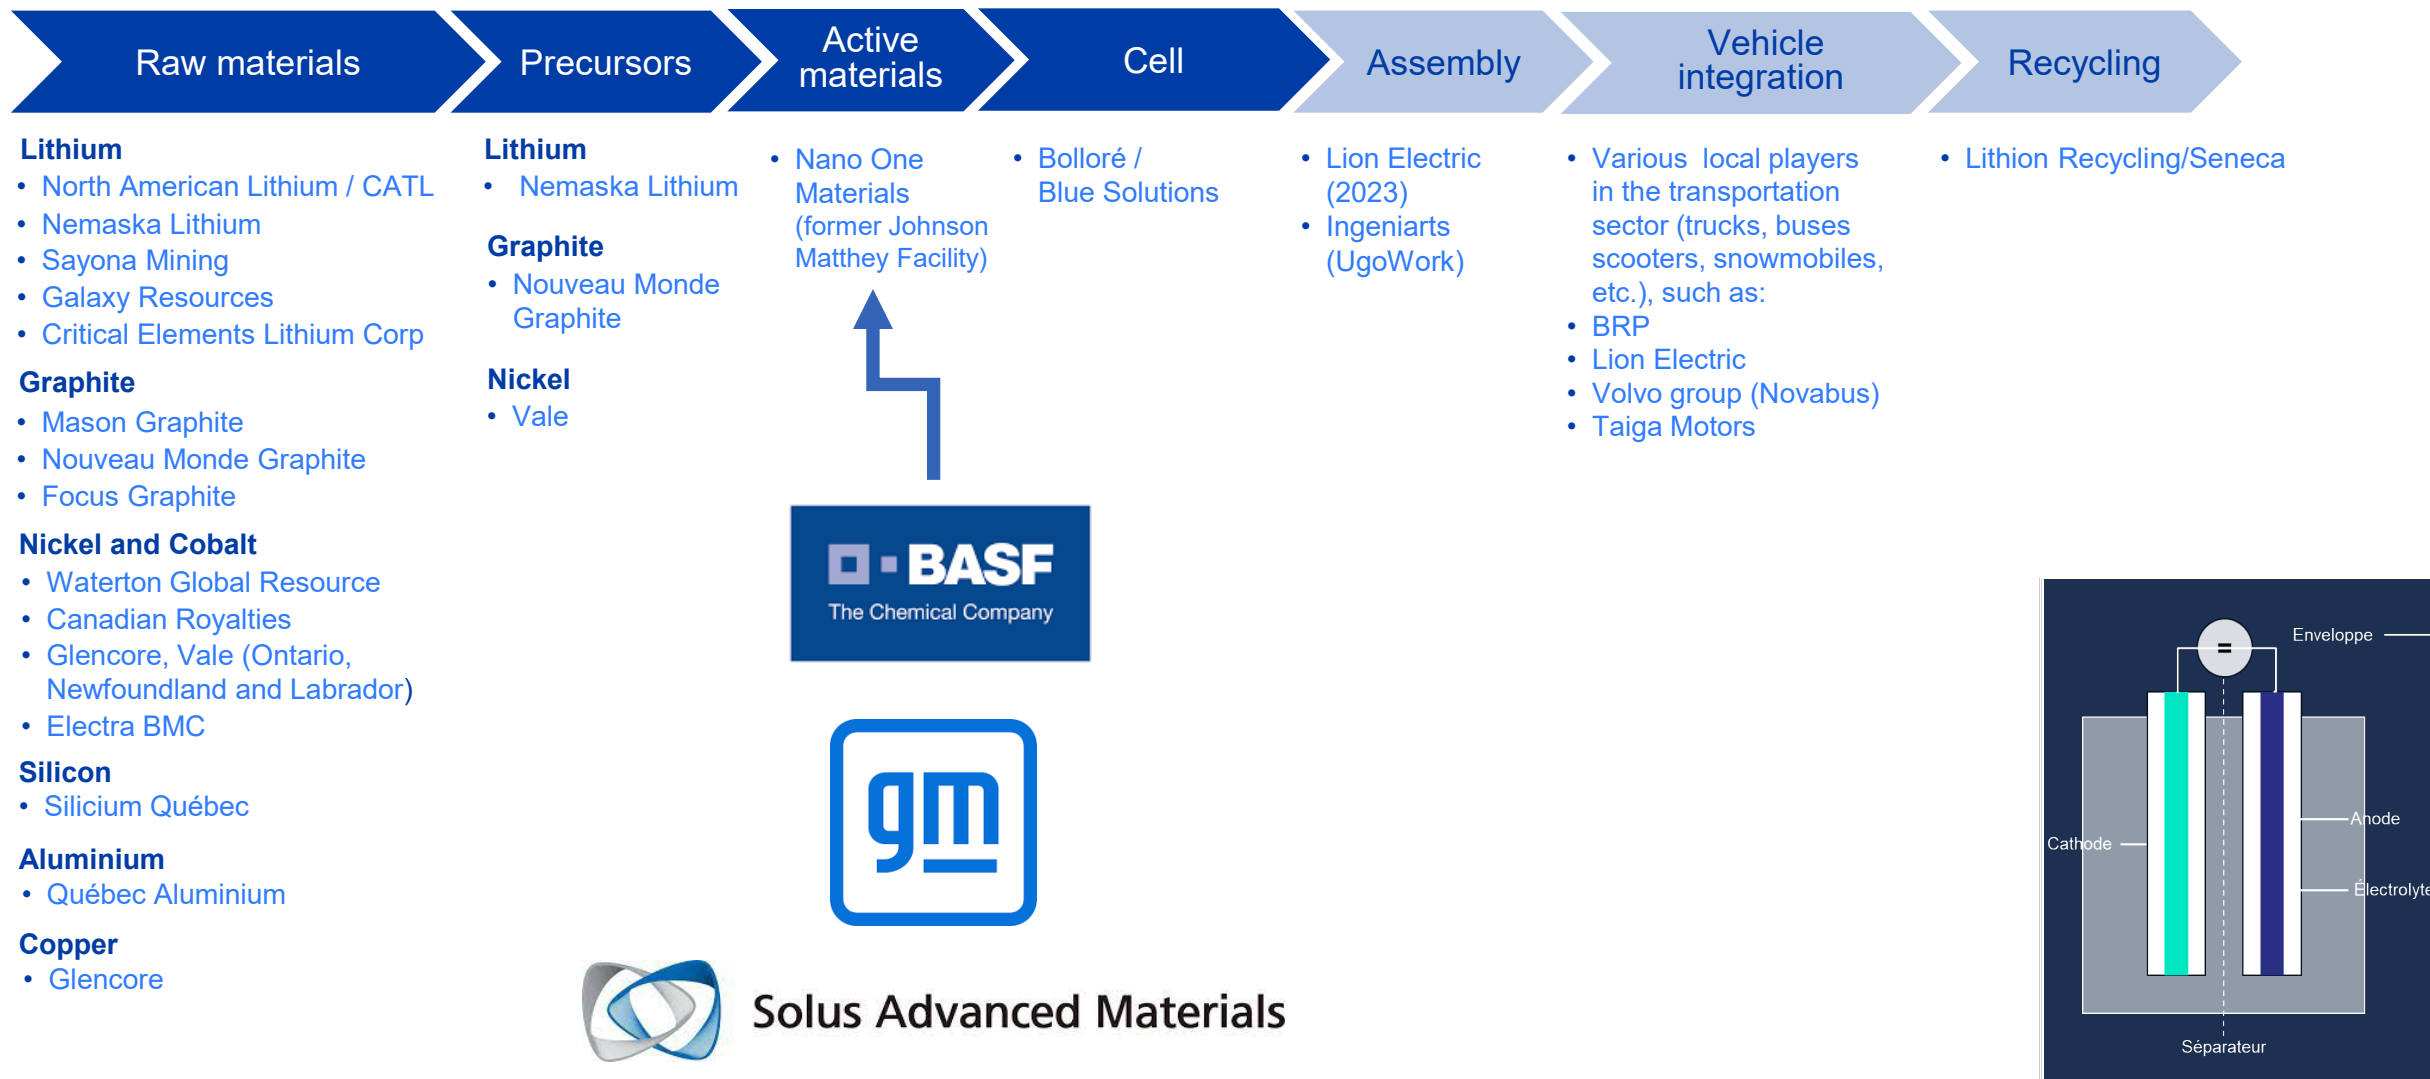 Raw materials
Precursors
Active
materials
Cell
Assembly
Vehicle
integration
Recycling
Lithium
• North American Lithium / CATL
• Nemaska Lithium
• Sayona Mining
• Galaxy Resources
• Critical Elements Lithium Corp
Graphite
• Mason Graphite
• Nouveau Monde Graphite
• Focus Graphite
Nickel and Cobalt
• Waterton Global Resource
• Canadian Royalties
• Glencore, Vale (Ontario,
Newfoundland and Labrador)
• Electra BMC
Silicon
• Silicium Québec
Aluminium
• Québec Aluminium
Copper
• Glencore
Lithium
• Nemaska Lithium
Graphite
• Nouveau Monde
Graphite
Nickel
• Vale
• Nano One
Materials
(former Johnson
Matthey Facility)
BASF
The Chemical Company
gm
Solus Advanced Materials
• Bolloré /
Blue Solutions
• Lion Electric
(2023)
• Ingeniarts
(UgoWork)
• Various local players
in the transportation
sector (trucks, buses
scooters, snowmobiles,
etc.), such as:
• BRP
• Lion Electric
• Volvo group (Novabus)
• Taiga Motors
• Lithion Recycling/Seneca
Enveloppe
=
Anode
Cathode
Électrolyte
Séparateur